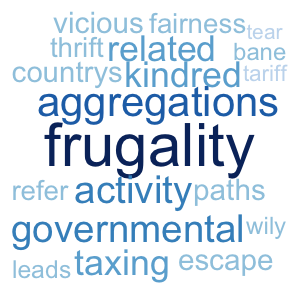 vicious fairness tear
thrift related bane
countrys kindred tariff
aggregations
frugality
refer activity paths
governmental wily
leads taxing escape